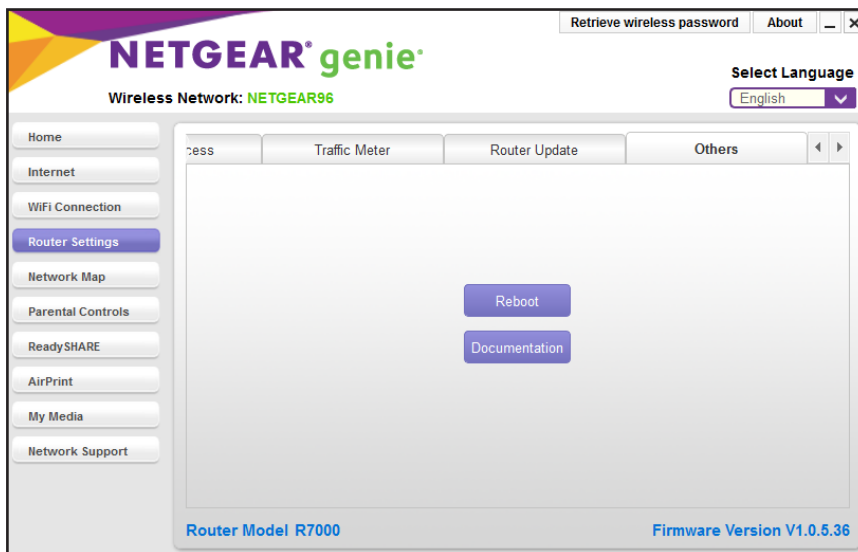 Retrieve wireless password About
NETGEAR® genie®
Select Language
Wireless Network: NETGEAR96
English
Home
Internet
WiFi Connection
Router Settings
Network Map
Parental Controls
ReadySHARE
AirPrint
My Media
Network Support
cess Traffic Meter Router Update Others
Reboot
Documentation
Router Model R7000 Firmware Version V1.0.5.36